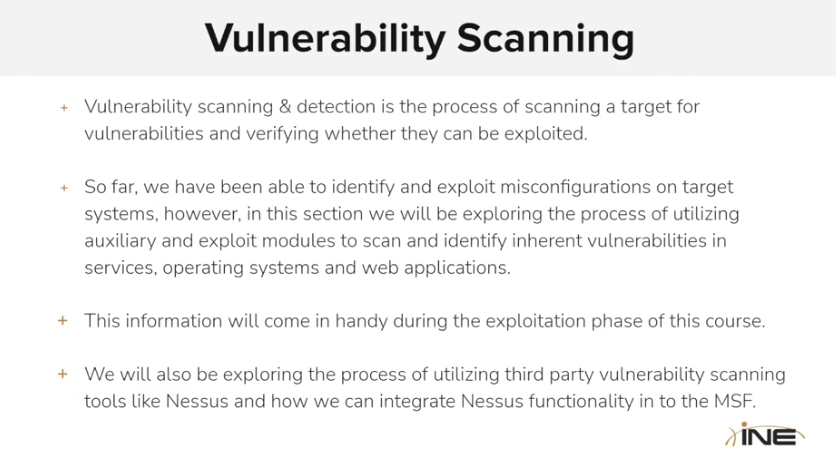 Vulnerability Scanning
+ Vulnerability scanning & detection is the process of scanning a target for
vulnerabilities and verifying whether they can be exploited.
+ So far, we have been able to identify and exploit misconfigurations on target
systems, however, in this section we will be exploring the process of utilizing
auxiliary and exploit modules to scan and identify inherent vulnerabilities in
services, operating systems and web applications.
+ This information will come in handy during the exploitation phase of this course.
+ We will also be exploring the process of utilizing third party vulnerability scanning
tools like Nessus and how we can integrate Nessus functionality in to the MSF.
iNE